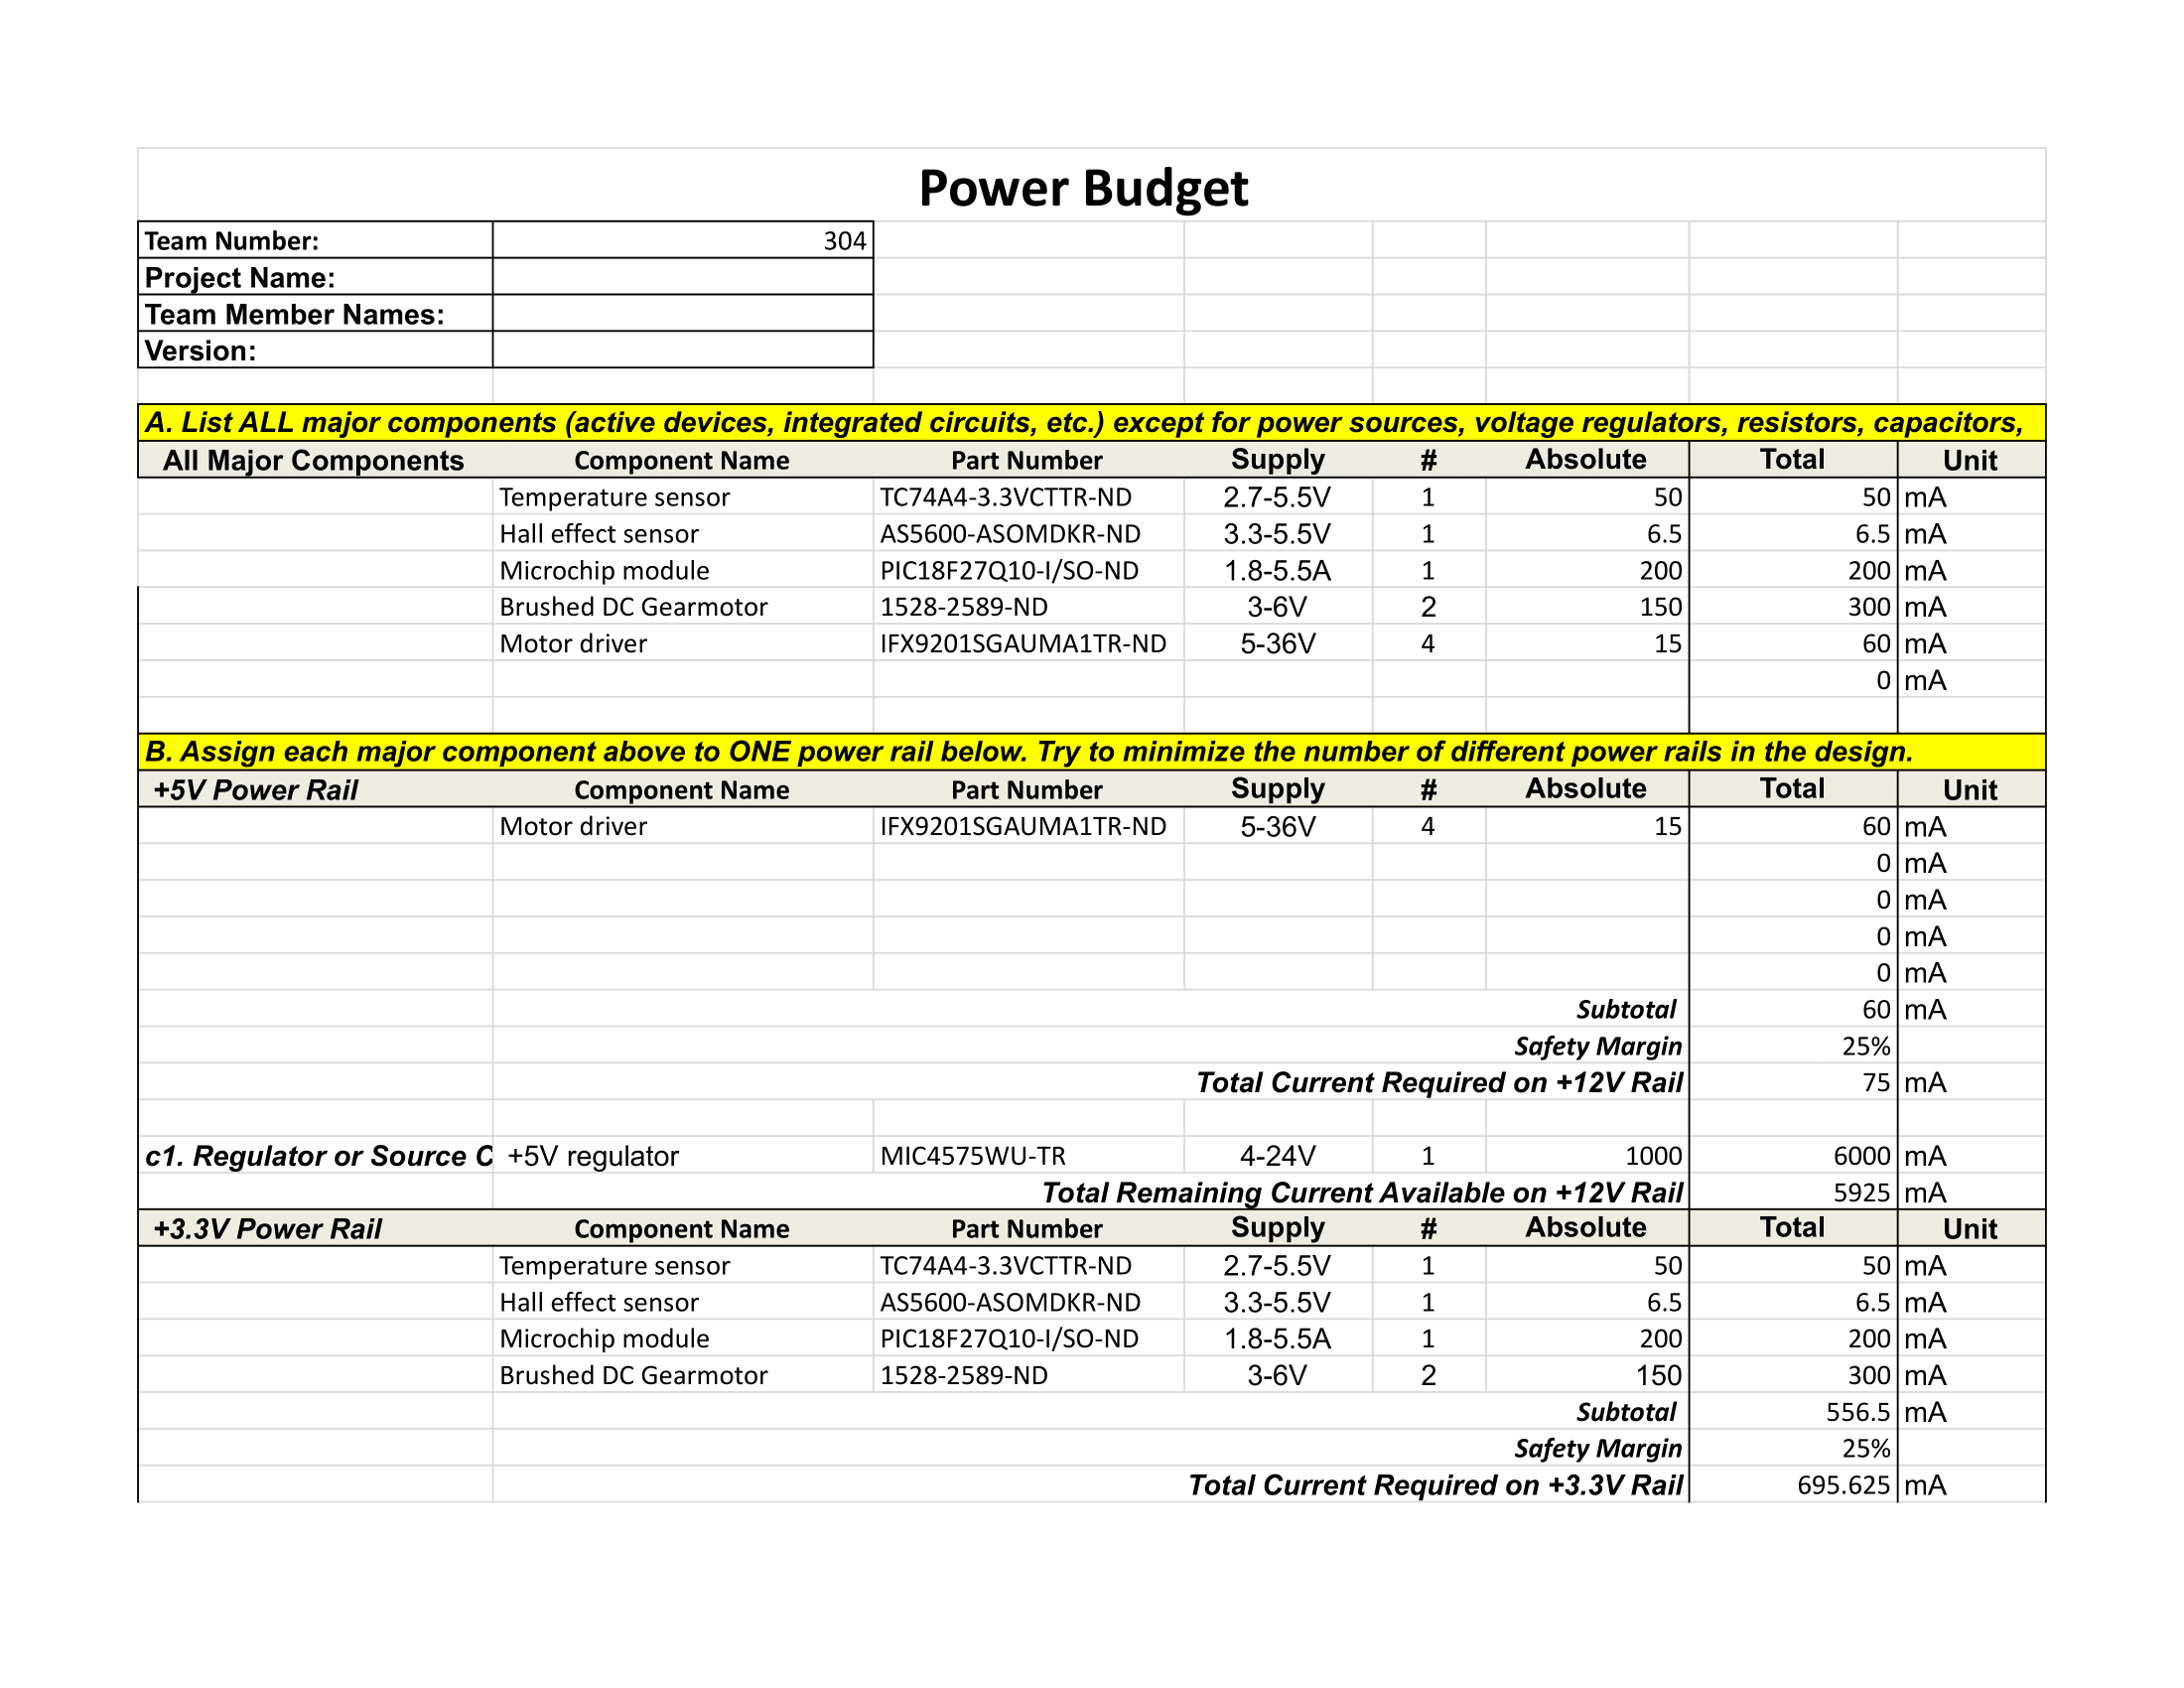 Power Budget
Team Number: 304
Project Name:
Team Member Names:
Version:
A. List ALL major components (active devices, integrated circuits, etc.) except for power sources, voltage regulators, resistors, capacitors,
All Major Components Component Name Part Number Supply # Absolute Total Unit
Temperature sensor TC74A4-3.3VCTTR-ND 2.7-5.5V 1 50 50 mA
Hall effect sensor AS5600-ASOMDKR-ND 3.3-5.5V 1 6.5 6.5 mA
Microchip module PIC18F27Q10-I/SO-ND 1.8-5.5A 1 200 200 mA
Brushed DC Gearmotor 1528-2589-ND 3-6V 2 150 300 mA
Motor driver IFX9201SGAUMA1TR-ND 5-36V 4 15 60 mA
0 mA
B. Assign each major component above to ONE power rail below. Try to minimize the number of different power rails in the design.
+5V Power Rail Component Name Part Number Supply # Absolute Total Unit
Motor driver IFX9201SGAUMA1TR-ND 5-36V 4 15 60 mA
0 mA
0 mA
0 mA
0 mA
Subtotal 60 mA
Safety Margin 25%
Total Current Required on +12V Rail 75 mA
c1. Regulator or Source C +5V regulator MIC4575WU-TR 4-24V 1 1000 6000 mA
Total Remaining Current Available on +12V Rail 5925 mA
+3.3V Power Rail Component Name Part Number Supply # Absolute Total Unit
Temperature sensor TC74A4-3.3VCTTR-ND 2.7-5.5V 1 50 50 mA
Hall effect sensor AS5600-ASOMDKR-ND 3.3-5.5V 1 6.5 6.5 mA
Microchip module PIC18F27Q10-I/SO-ND 1.8-5.5A 1 200 200 mA
Brushed DC Gearmotor 1528-2589-ND 3-6V 2 150 300 mA
Subtotal 556.5 mA
Safety Margin 25%
Total Current Required on +3.3V Rail 695.625 mA